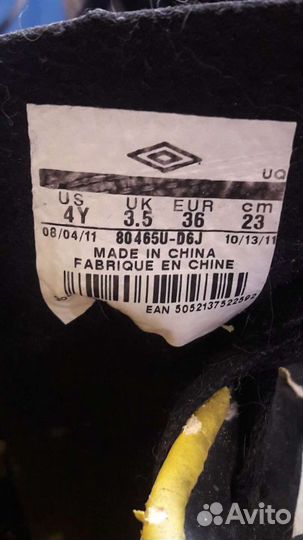 UQ
US UK EUR cm
4Y 3.5 36 23
08/04/11 80465U-D6J 10/13/11
MADE IN CHINA
FABRIQUE EN CHINE
EAN 5052137522592
Avito